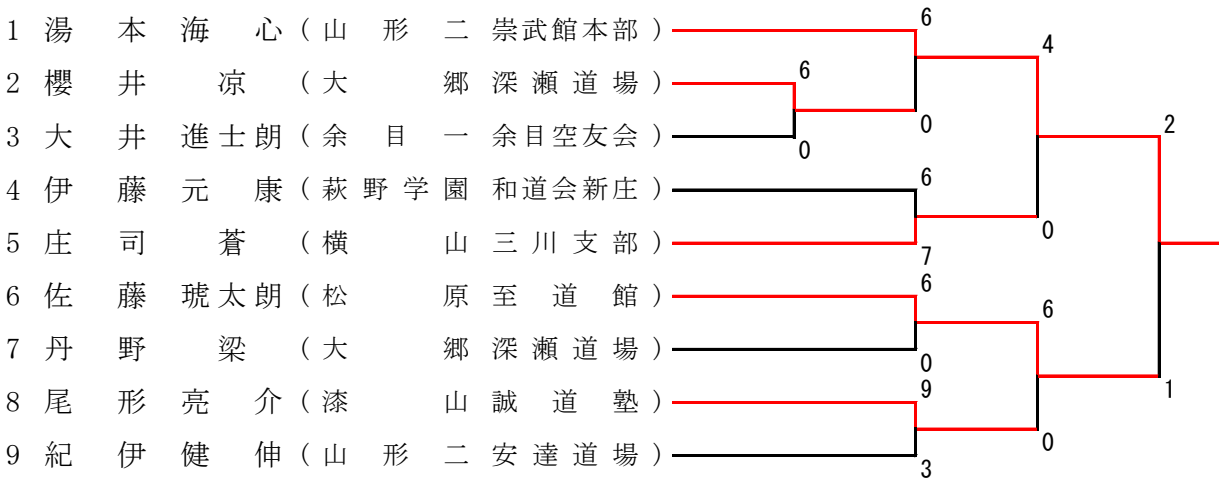 1 湯本海心（山形二 崇武館本部）
2 櫻井涼（大郷 深瀬道場）
3 大井進士朗（余目一 余目空友会）
4 伊藤元康（萩野学園 和道会新庄）
5 庄司蒼（横山 三川支部）
6 佐藤琥太朗（松原 至道館）
7 丹野梁（大郷 深瀬道場）
8 尾形亮介（漆山 誠道塾）
9 紀伊健伸（山形二 安達道場）
6
4
6
0
0
2
6
7
0
6
0
6
9
3
0
1